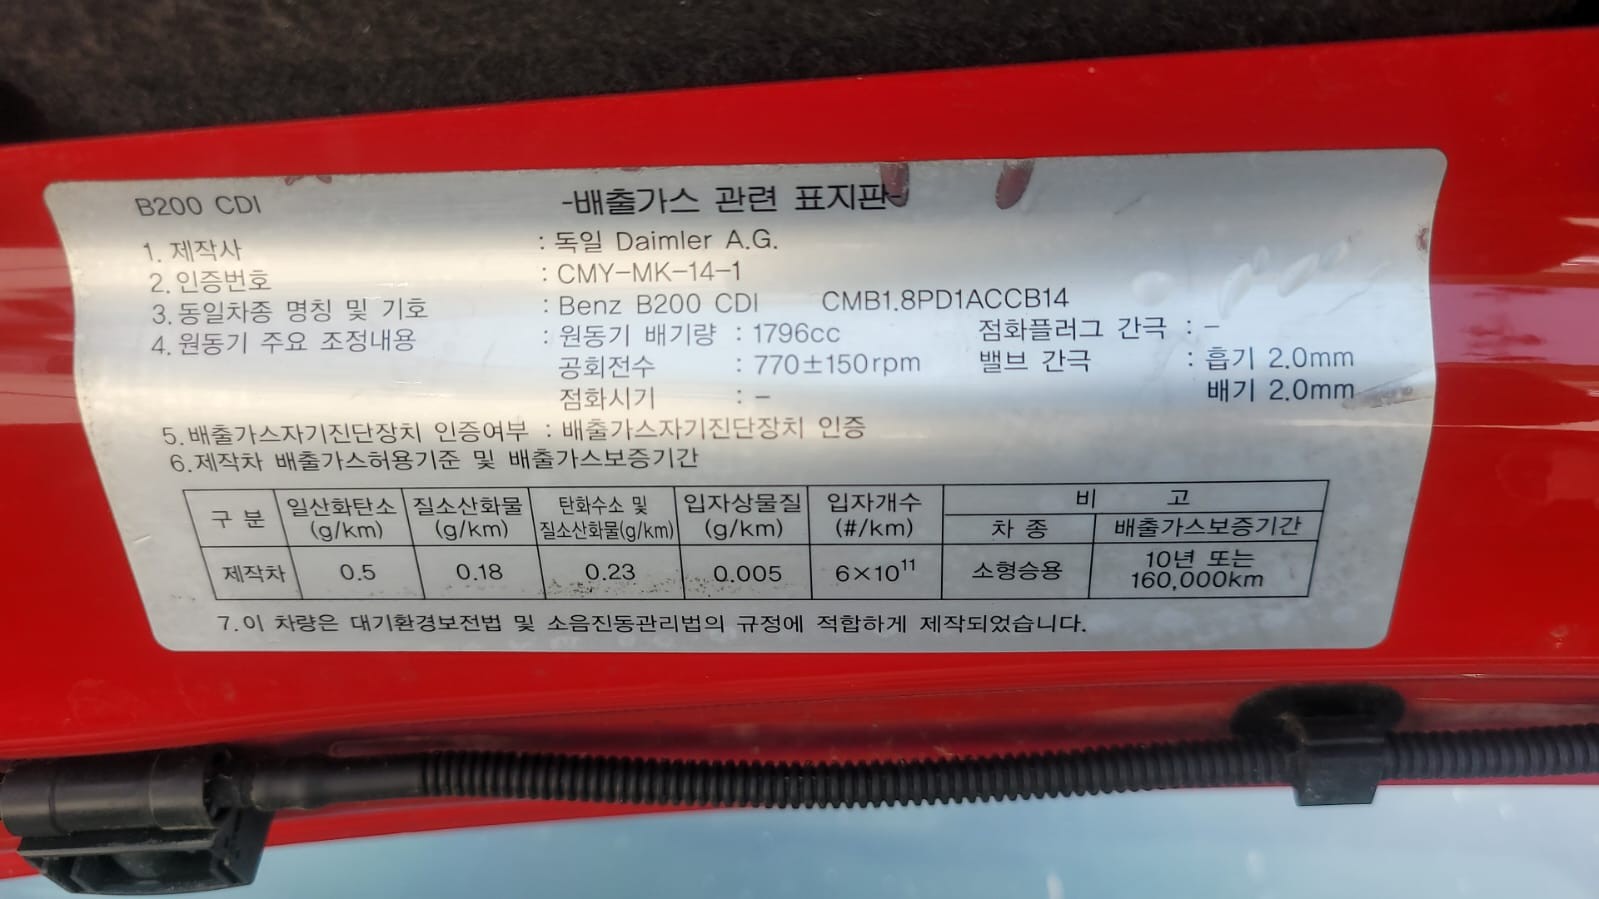 B200 CDI
-배출가스 관련 표지판-
1. 제작사 : 독일 Daimler A.G.
2. 인증번호 : CMY-MK-14-1
3. 동일차종 명칭 및 기호 : Benz B200 CDI CMB1.8PD1ACCB14
4. 원동기 주요 조정내용 : 원동기 배기량 : 1796cc 점화플러그 간극 : -
공회전수 : 770±150rpm 밸브 간극 : 흡기 2.0mm
점화시기 : - 배기 2.0mm
5. 배출가스자기진단장치 인증여부 : 배출가스자기진단장치 인증
6. 제작차 배출가스허용기준 및 배출가스보증기간
구 분 일산화탄소 (g/km) 질소산화물 (g/km) 탄화수소 및 질소산화물(g/km) 입자상물질 (g/km) 입자개수 (#/km) 비 고
차 종 배출가스보증기간
제작차 0.5 0.18 0.23 0.005 6×10¹¹ 소형승용 10년 또는 160,000km
7. 이 차량은 대기환경보전법 및 소음진동관리법의 규정에 적합하게 제작되었습니다.